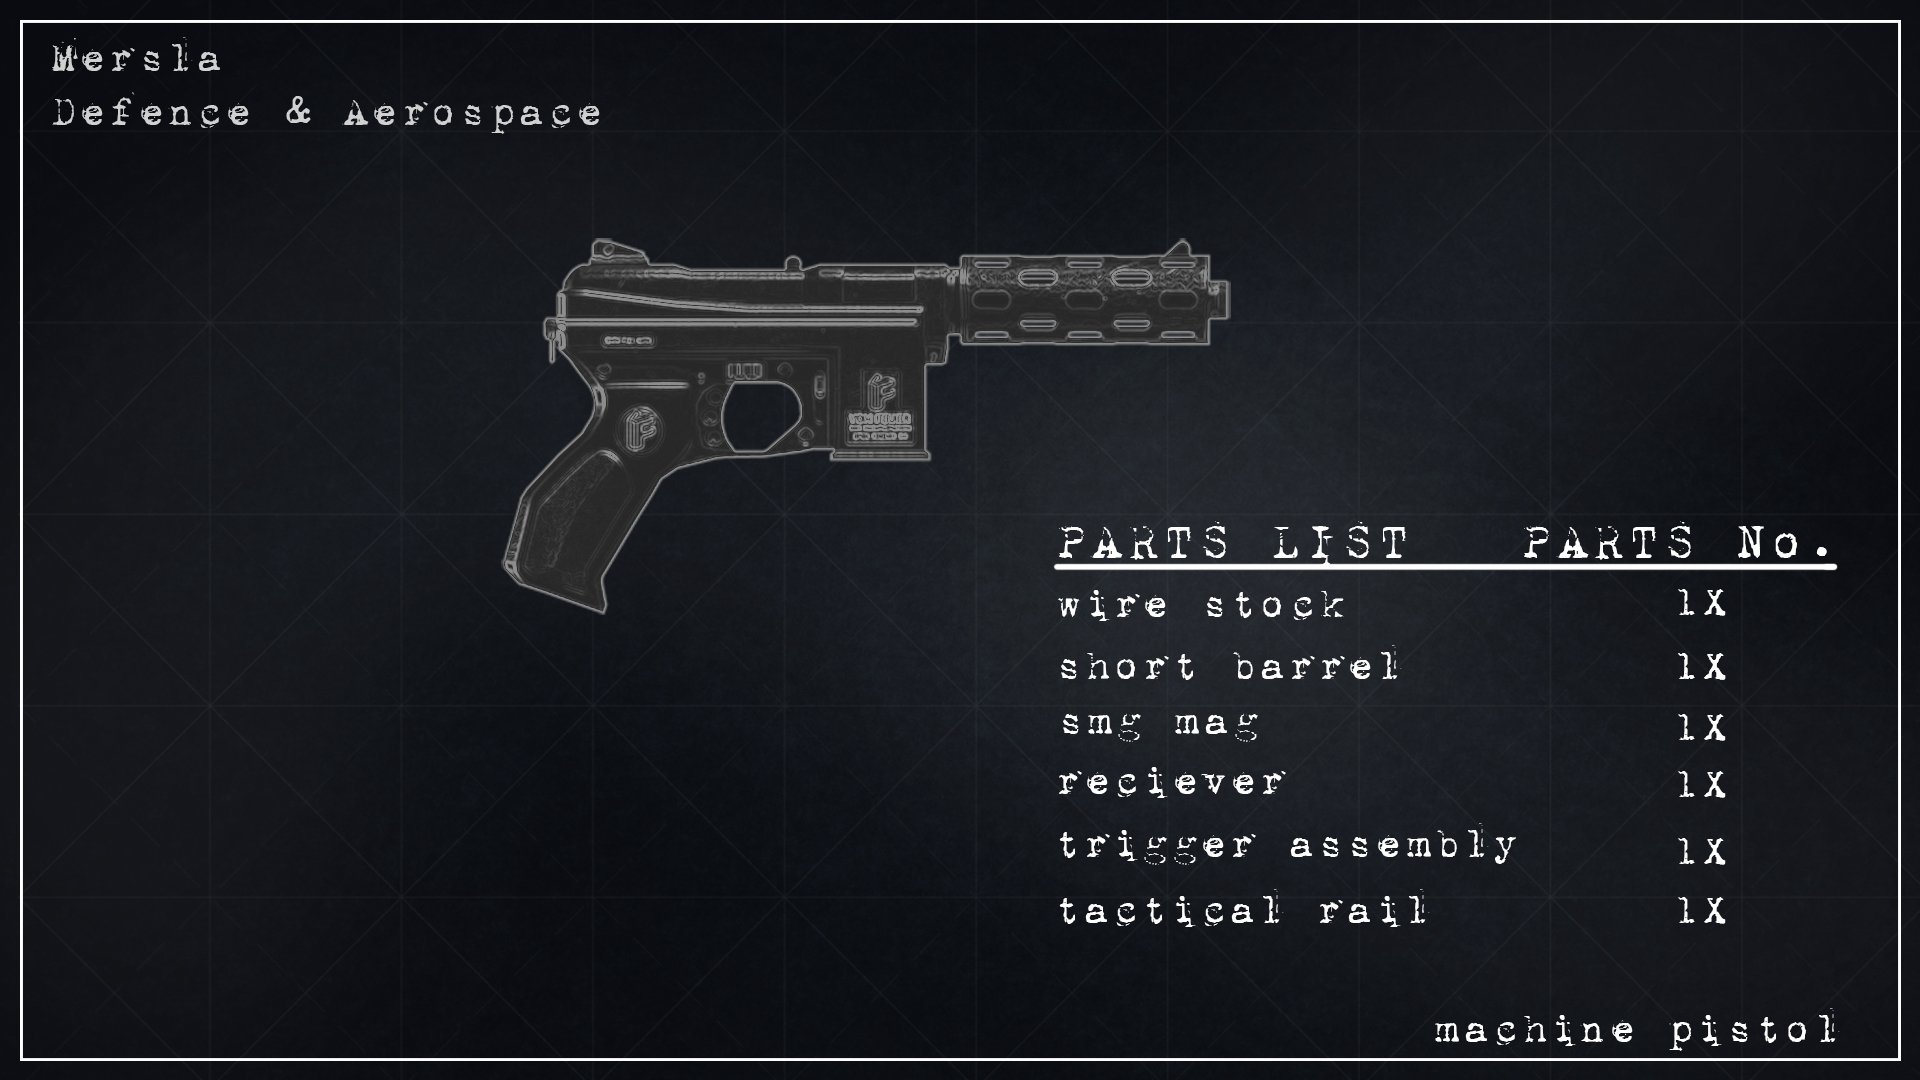 Mersla
Defence & Aerospace
PARTS LIST PARTS No.
wire stock 1X
short barrel 1X
smg mag 1X
reciever 1X
trigger assembly 1X
tactical rail 1X
machine pistol